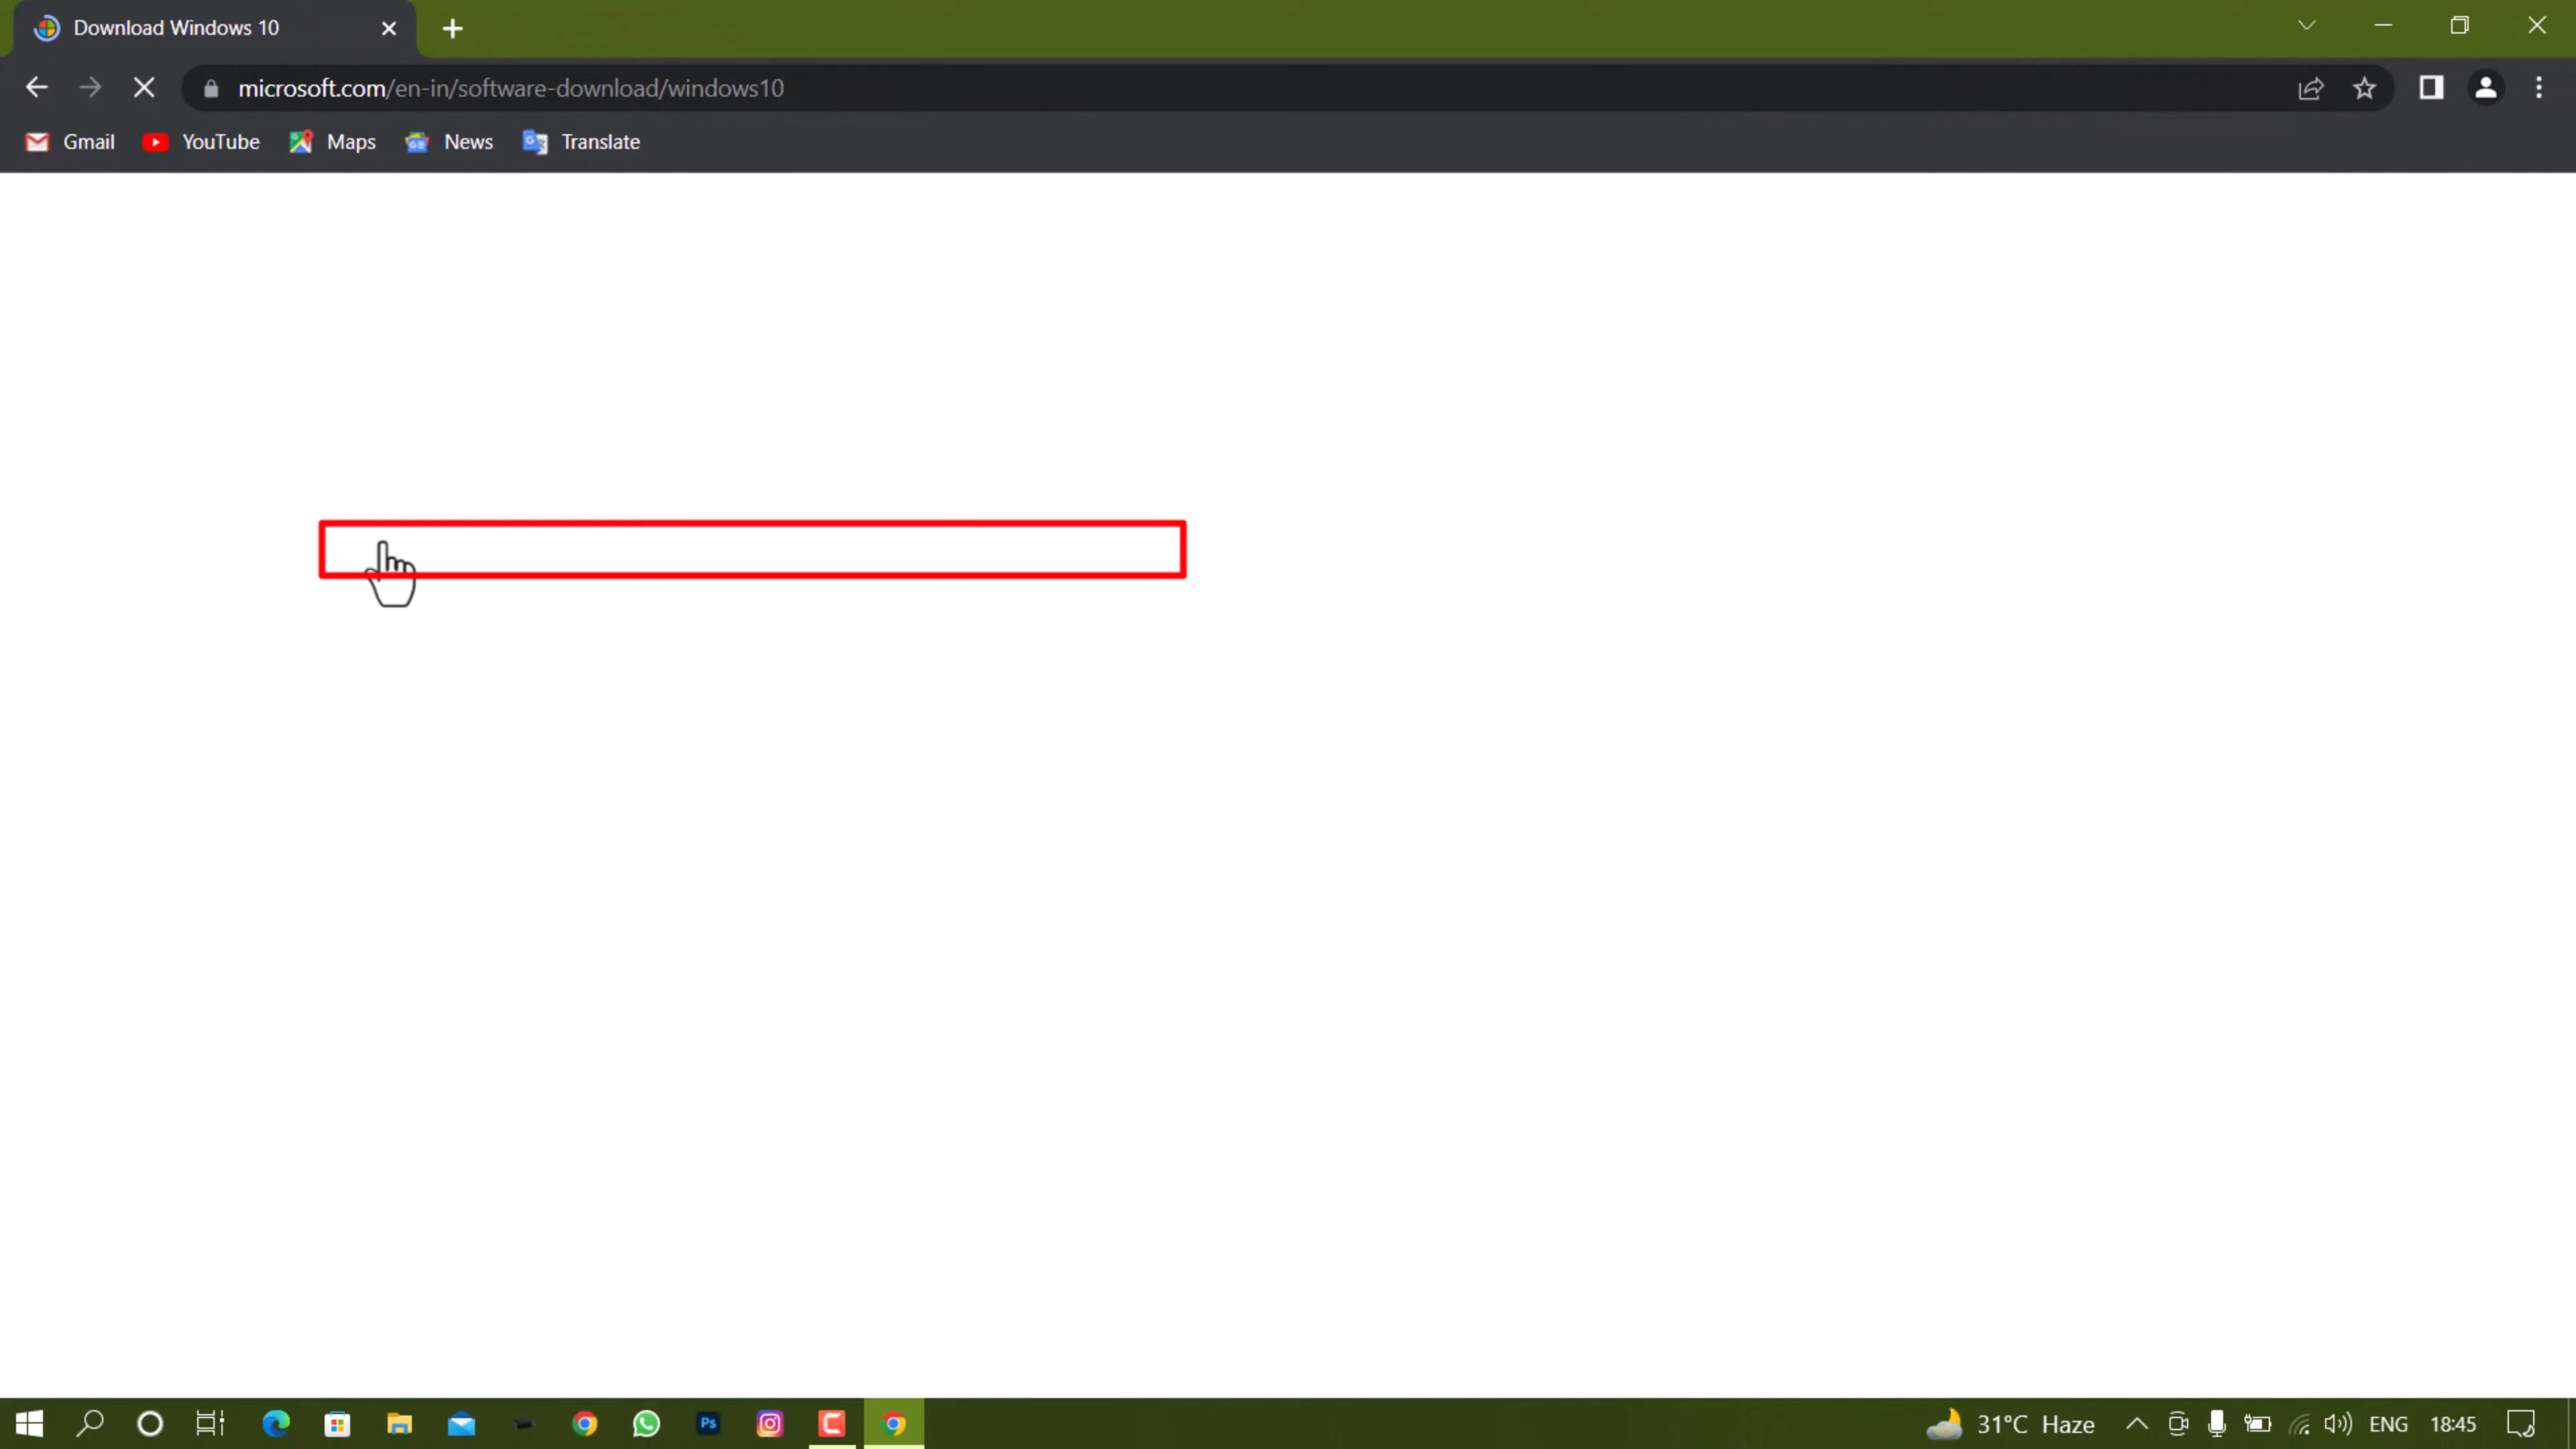 Download Windows 10
microsoft.com/en-in/software-download/windows10
Gmail YouTube Maps News Translate
Ps 31°C Haze ENG 18:45